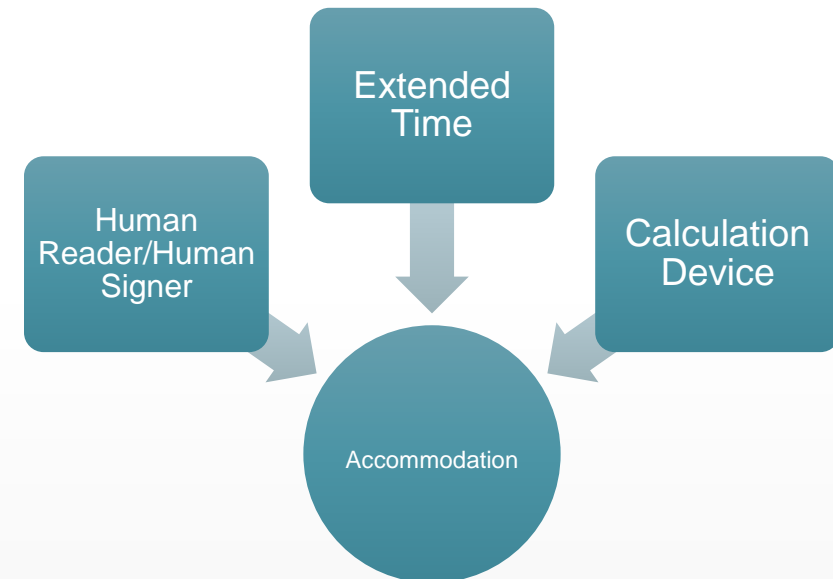 Extended
Time
Human
Reader/Human
Signer
Calculation
Device
Accommodation